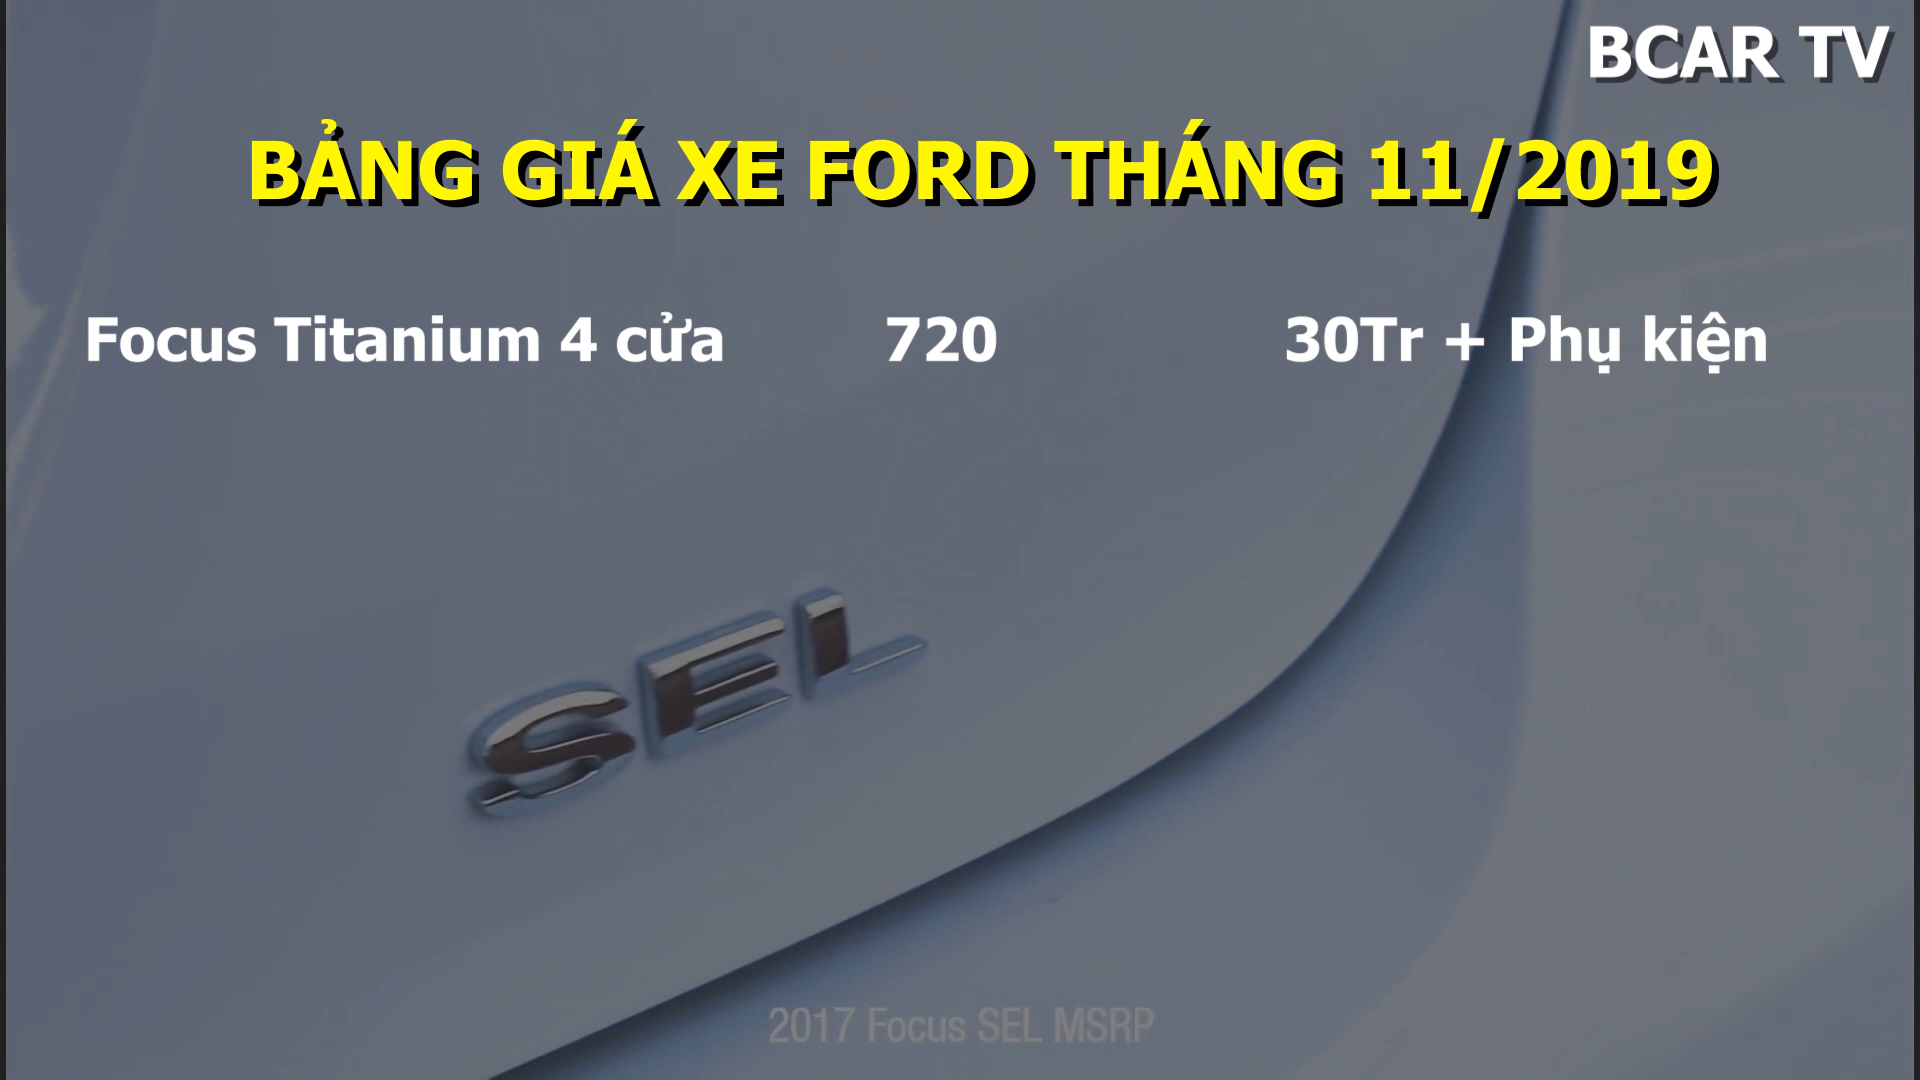 BCAR TV
BẢNG GIÁ XE FORD THÁNG 11/2019
Focus Titanium 4 cửa 720 30Tr + Phụ kiện
SEL
2017 Focus SEL MSRP